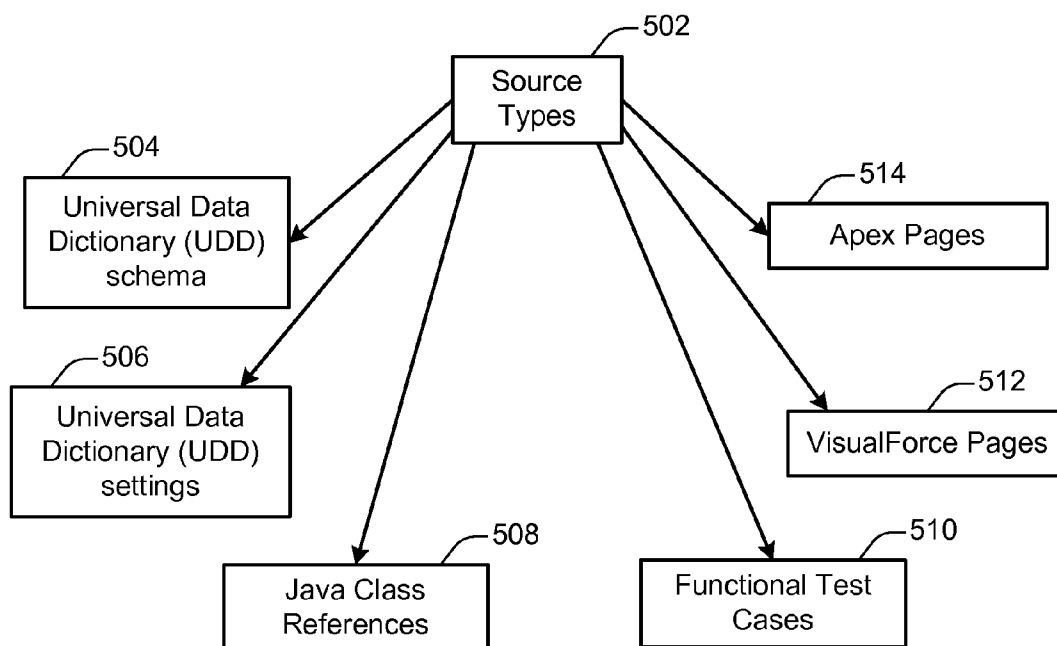 502
Source
Types
504
Universal Data
Dictionary (UDD)
schema
514
Apex Pages
506
Universal Data
Dictionary (UDD)
settings
512
VisualForce Pages
508
Java Class
References
510
Functional Test
Cases